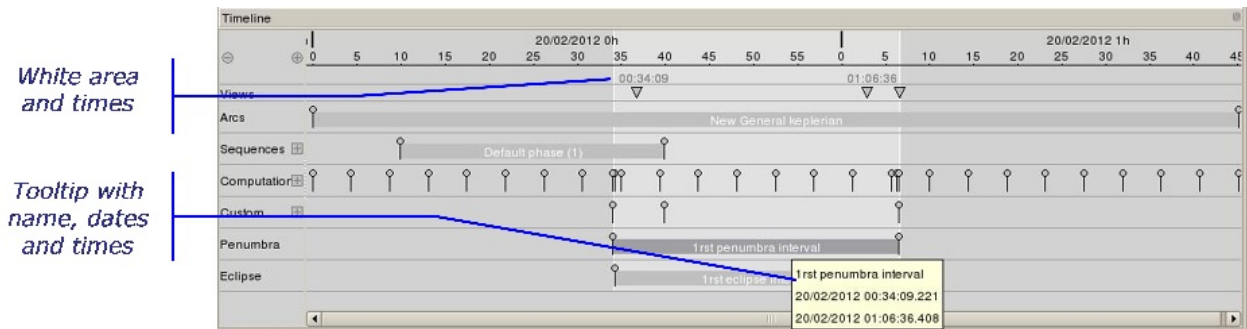 Timeline
20/02/2012 0h
20/02/2012 1h
0 5 10 15 20 25 30 35 40 45 50 55 0 5 10 15 20 25 30 35 40 45
White area
and times
00:34:09
01:06:36
Views
Arcs
New General keplerian
Sequences
Default phase (1)
Computation
Tooltip with
name, dates
and times
Custom
Penumbra
1rst penumbra interval
Eclipse
1rst eclipse
1rst penumbra interval
20/02/2012 00:34:09.221
20/02/2012 01:06:36.408